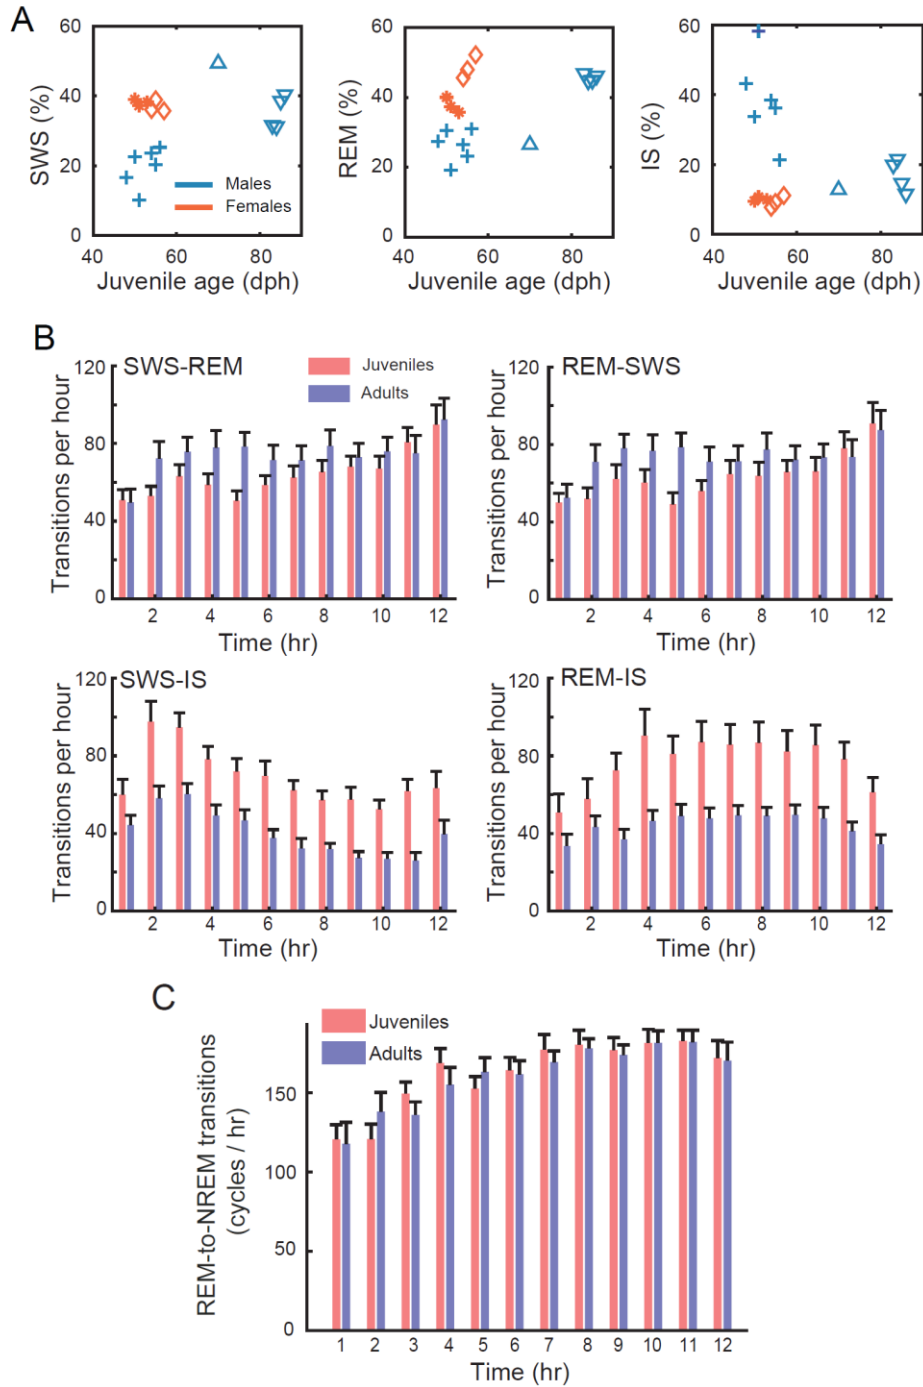 A
SWS (%)
60
40
20
0
40 60 80
Juvenile age (dph)
Males
Females
REM (%)
60
40
20
0
40 60 80
Juvenile age (dph)
IS (%)
60
40
20
0
40 60 80
Juvenile age (dph)
B
SWS-REM
Juveniles
Adults
Transitions per hour
120
80
40
0
2 4 6 8 10 12
Time (hr)
REM-SWS
Transitions per hour
120
80
40
0
2 4 6 8 10 12
Time (hr)
SWS-IS
Transitions per hour
120
80
40
0
2 4 6 8 10 12
Time (hr)
REM-IS
Transitions per hour
120
80
40
0
2 4 6 8 10 12
Time (hr)
C
Juveniles
Adults
REM-to-NREM transitions
(cycles / hr)
150
100
50
0
1 2 3 4 5 6 7 8 9 10 11 12
Time (hr)